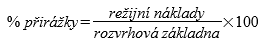 % přirážky = režijní náklady / rozvrhová základna × 100